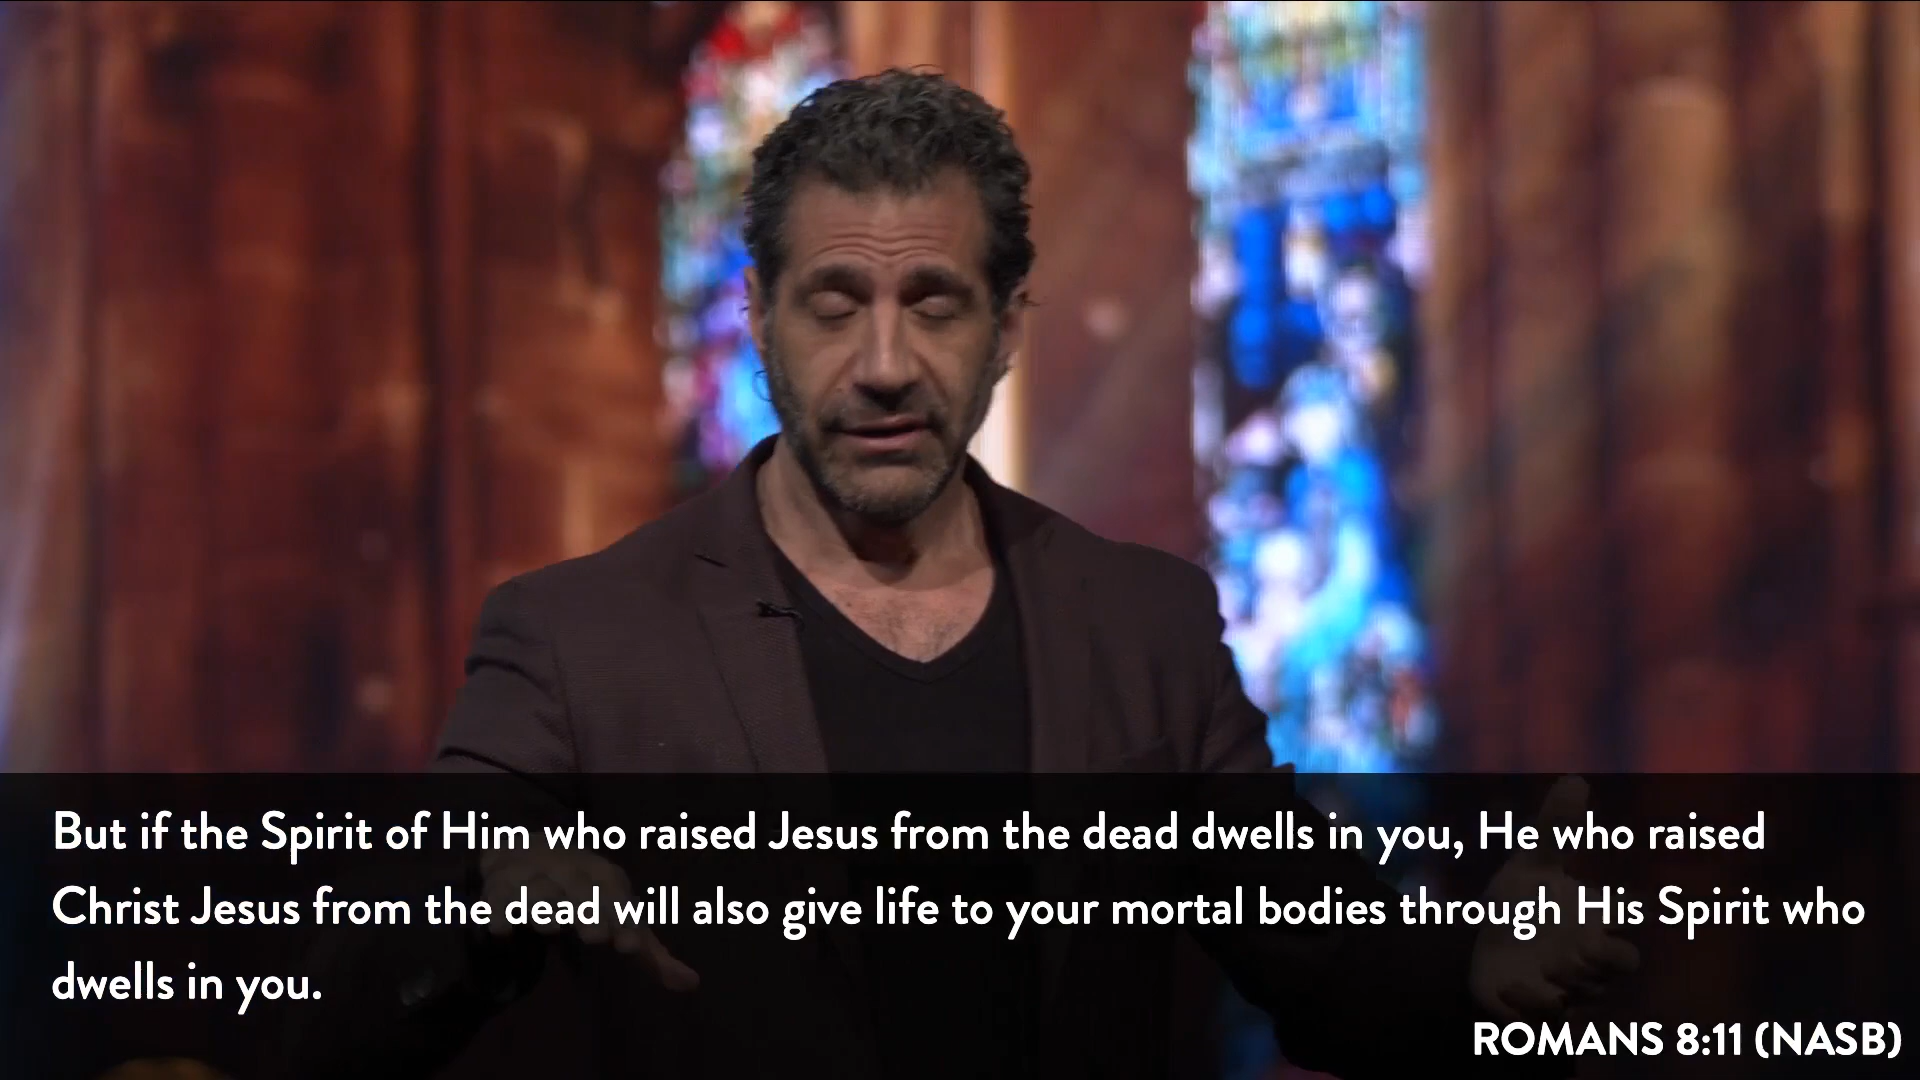 But if the Spirit of Him who raised Jesus from the dead dwells in you, He who raised
Christ Jesus from the dead will also give life to your mortal bodies through His Spirit who
dwells in you.
ROMANS 8:11 (NASB)